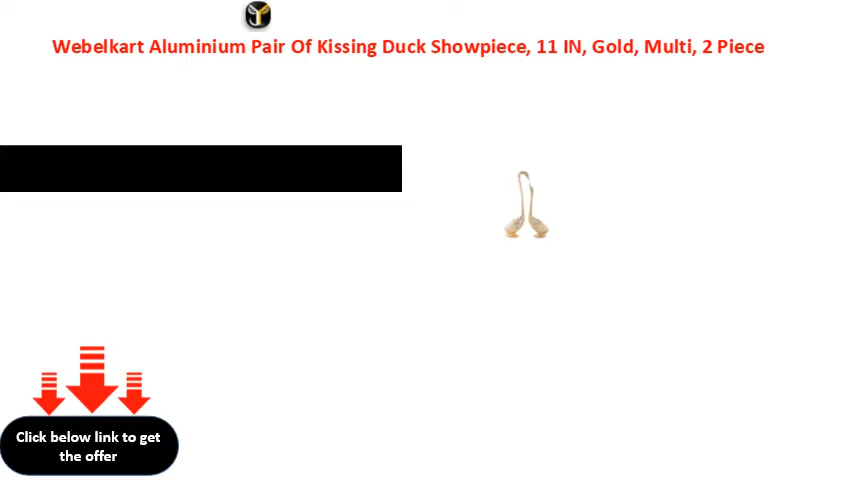 Webelkart Aluminium Pair Of Kissing Duck Showpiece, 11 IN, Gold, Multi, 2 Piece
Click below link to get
the offer